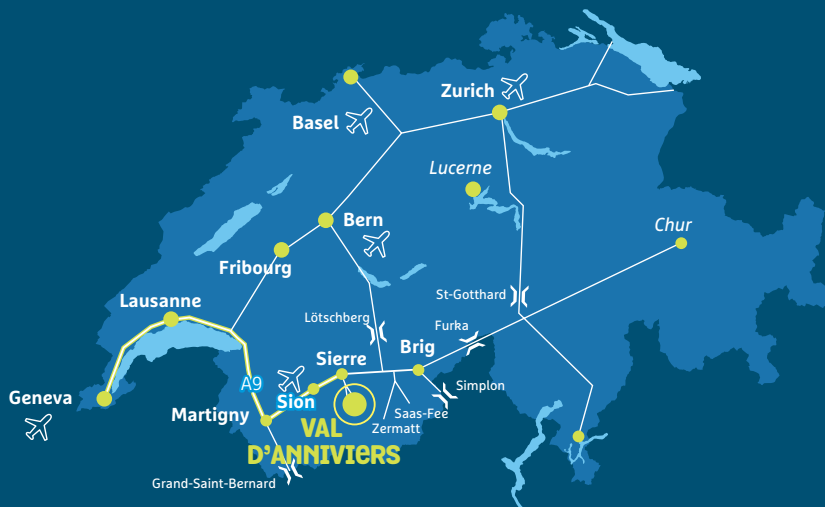 Zurich
Basel
Lucerne
Bern
Chur
Fribourg
St-Gotthard
Lausanne
Lötschberg
Furka
Sierre
Brig
A9
Simplon
Geneva
Sion
Martigny
Saas-Fee
Zermatt
VAL
D'ANNIVIERS
Grand-Saint-Bernard